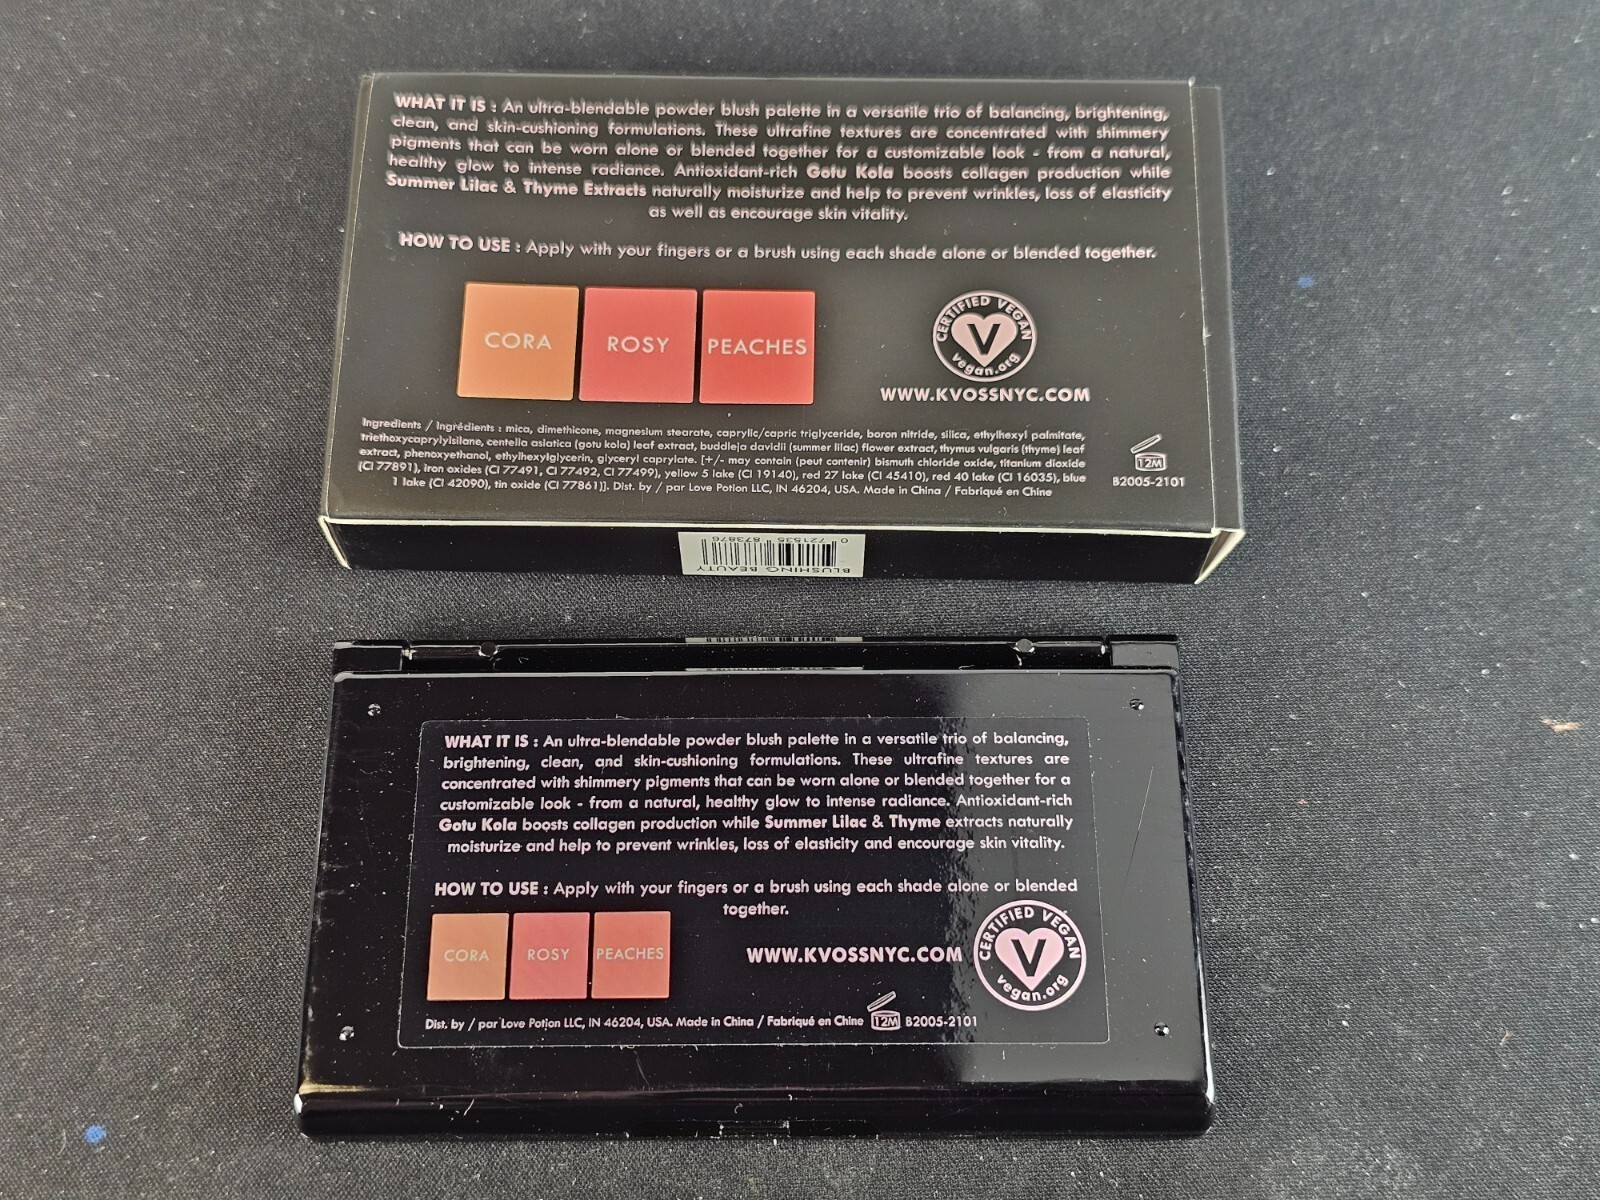 WHAT IT IS : An ultra-blendable powder blush palette in a versatile trio of balancing, brightening,
clean, and skin-cushioning formulations. These ultrafine textures are concentrated with shimmery
pigments that can be worn alone or blended together for a customizable look - from a natural,
healthy glow to intense radiance. Antioxidant-rich Gotu Kola boosts collagen production while
Summer Lilac & Thyme Extracts naturally moisturize and help to prevent wrinkles, loss of elasticity
as well as encourage skin vitality.
HOW TO USE : Apply with your fingers or a brush using each shade alone or blended together.
CORA
ROSY
PEACHES
CERTIFIED VEGAN
V
vegan.org
WWW.KVOSSNYC.COM
Ingredients / Ingrédients : mica, dimethicone, magnesium stearate, caprylic/capric triglyceride, boron nitride, silica, ethylhexyl palmitate,
triethoxycaprylylsilane, centella asiatica (gotu kola) leaf extract, buddleja davidii (summer lilac) flower extract, thymus vulgaris (thyme) leaf
extract, phenoxyethanol, ethylhexylglycerin, glyceryl caprylate. [+/- may contain (peut contenir) bismuth chloride oxide, titanium dioxide
(CI 77891), iron oxides (CI 77491, CI 77492, CI 77499), yellow 5 lake (CI 19140), red 27 lake (CI 45410), red 40 lake (CI 16035), blue
1 lake (CI 42090), tin oxide (CI 77861)]. Dist. by / par Love Potion LLC, IN 46204, USA. Made in China / Fabriqué en Chine
12M
B2005-2101
BLUSHING BEAUTY
0 721535 873876
WHAT IT IS : An ultra-blendable powder blush palette in a versatile trio of balancing,
brightening, clean, and skin-cushioning formulations. These ultrafine textures are
concentrated with shimmery pigments that can be worn alone or blended together for a
customizable look - from a natural, healthy glow to intense radiance. Antioxidant-rich
Gotu Kola boosts collagen production while Summer Lilac & Thyme extracts naturally
moisturize and help to prevent wrinkles, loss of elasticity and encourage skin vitality.
HOW TO USE : Apply with your fingers or a brush using each shade alone or blended
together.
CORA
ROSY
PEACHES
WWW.KVOSSNYC.COM
CERTIFIED VEGAN
V
vegan.org
Dist. by / par Love Potion LLC, IN 46204, USA. Made in China / Fabriqué en Chine 12M B2005-2101